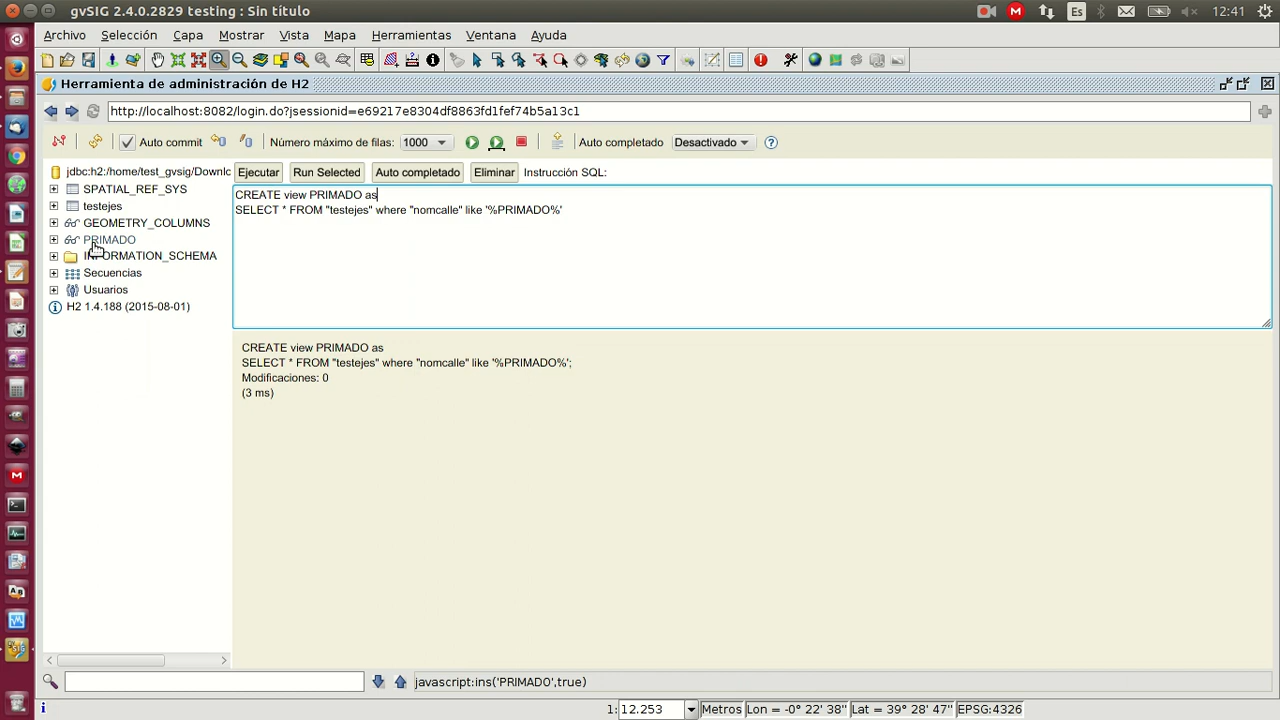 gvSIG 2.4.0.2829 testing : Sin título
Es
12:41
Archivo Selección Capa Mostrar Vista Mapa Herramientas Ventana Ayuda
Herramienta de administración de H2
http://localhost:8082/login.do?jsessionid=e69217e8304df8863fd1fef74b5a13c1
Auto commit
Número máximo de filas: 1000
Auto completado Desactivado
jdbc:h2:/home/test_gvsig/Downlc
Ejecutar Run Selected Auto completado Eliminar Instrucción SQL:
SPATIAL_REF_SYS
testejes
GEOMETRY_COLUMNS
PRIMADO
INFORMATION_SCHEMA
Secuencias
Usuarios
H2 1.4.188 (2015-08-01)
CREATE view PRIMADO as
SELECT * FROM "testejes" where "nomcalle" like '%PRIMADO%'
CREATE view PRIMADO as
SELECT * FROM "testejes" where "nomcalle" like '%PRIMADO%';
Modificaciones: 0
(3 ms)
javascript:ins('PRIMADO',true)
1: 12.253 Metros Lon = -0° 22' 38" Lat = 39° 28' 47" EPSG:4326